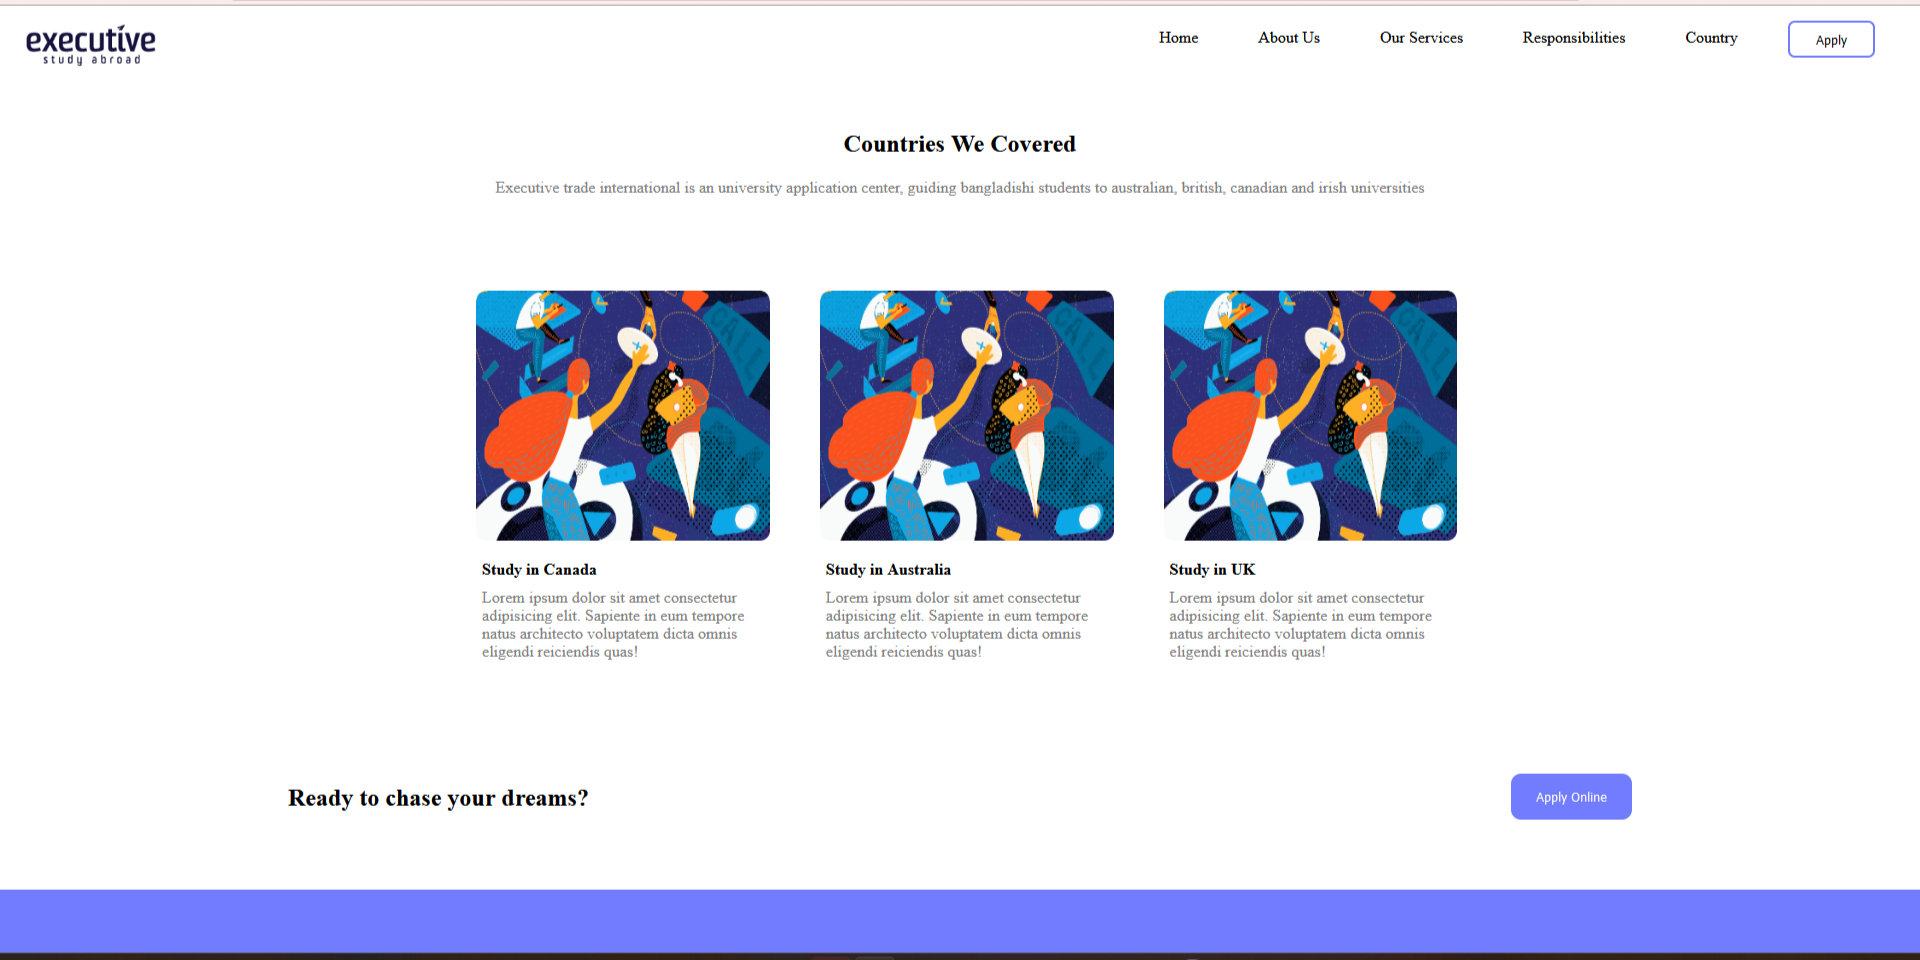 executive
study abroad
Home About Us Our Services Responsibilities Country Apply
Countries We Covered
Executive trade international is an university application center, guiding bangladishi students to australian, british, canadian and irish universities
CALL CALL CALL
Study in Canada
Lorem ipsum dolor sit amet consectetur
adipisicing elit. Sapiente in eum tempore
natus architecto voluptatem dicta omnis
eligendi reiciendis quas!
Study in Australia
Lorem ipsum dolor sit amet consectetur
adipisicing elit. Sapiente in eum tempore
natus architecto voluptatem dicta omnis
eligendi reiciendis quas!
Study in UK
Lorem ipsum dolor sit amet consectetur
adipisicing elit. Sapiente in eum tempore
natus architecto voluptatem dicta omnis
eligendi reiciendis quas!
Ready to chase your dreams?
Apply Online